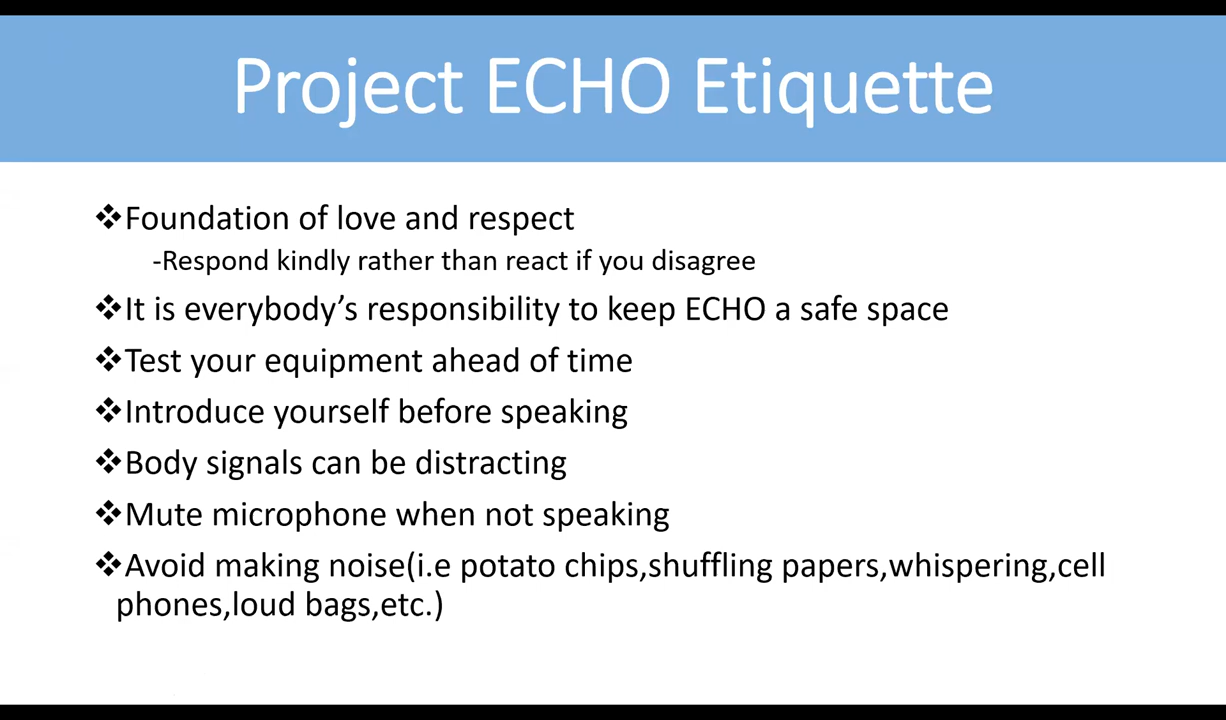 Project ECHO Etiquette
❖Foundation of love and respect
-Respond kindly rather than react if you disagree
❖It is everybody’s responsibility to keep ECHO a safe space
❖Test your equipment ahead of time
❖Introduce yourself before speaking
❖Body signals can be distracting
❖Mute microphone when not speaking
❖Avoid making noise(i.e potato chips,shuffling papers,whispering,cell
phones,loud bags,etc.)